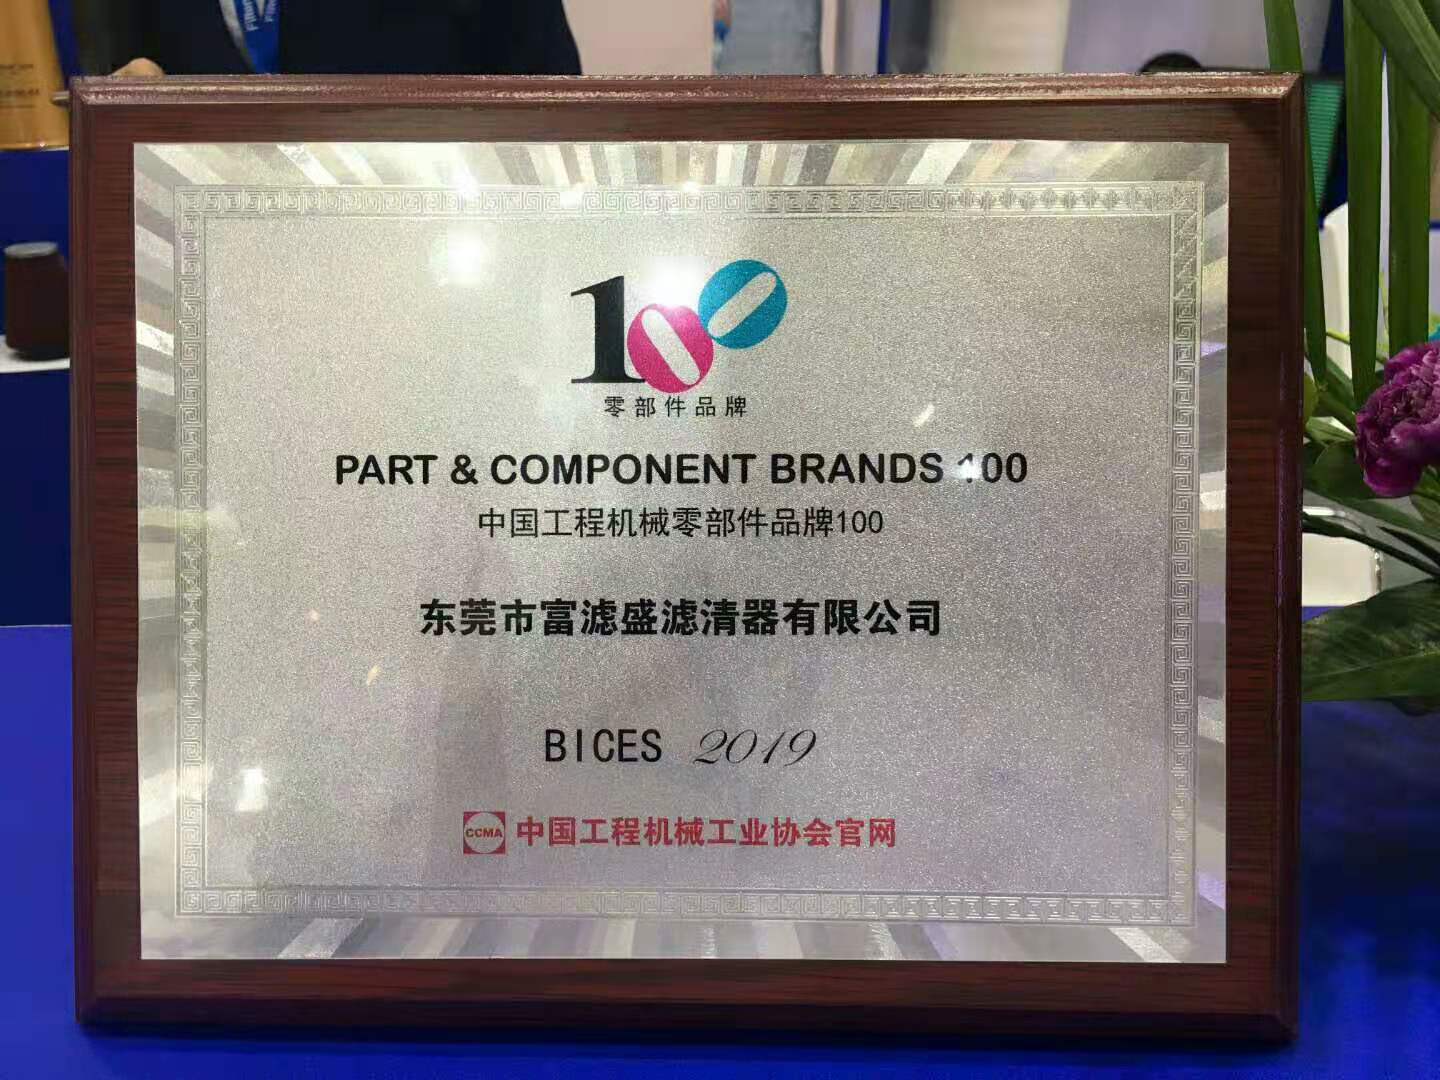 100
零部件品牌
PART & COMPONENT BRANDS 100
中国工程机械零部件品牌100
东莞市富滤盛滤清器有限公司
BICES 2019
CCMA 中国工程机械工业协会官网